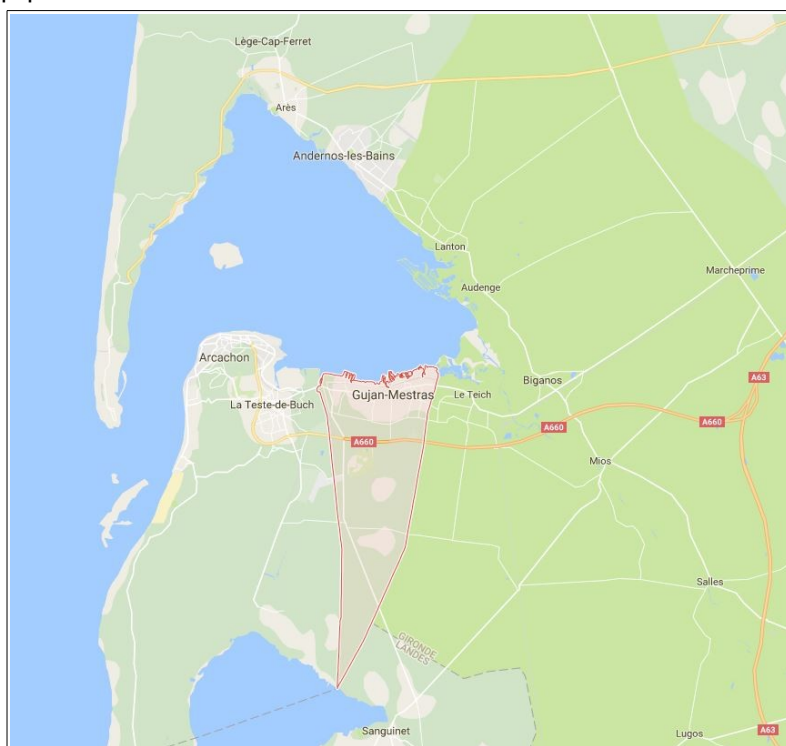 Lège-Cap-Ferret
Arès
Andernos-les-Bains
Lanton
Marcheprime
Audenge
Arcachon
A63
Biganos
Gujan-Mestras
Le Teich
La Teste-de-Buch
A660
A660
A660
Mios
Salles
GIRONDE
LANDES
Sanguinet
A63
Lugos